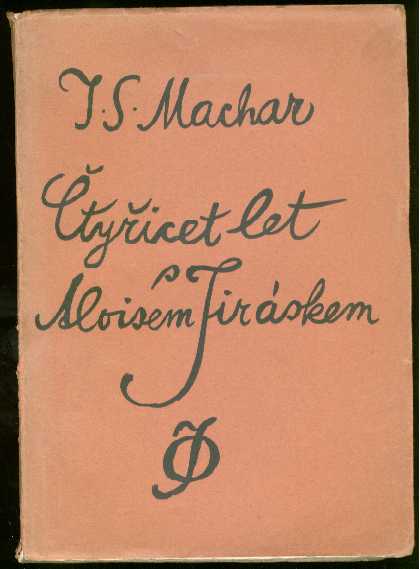 J. S. Machar
Čtyřicet let
s
Aloisem Jiráskem